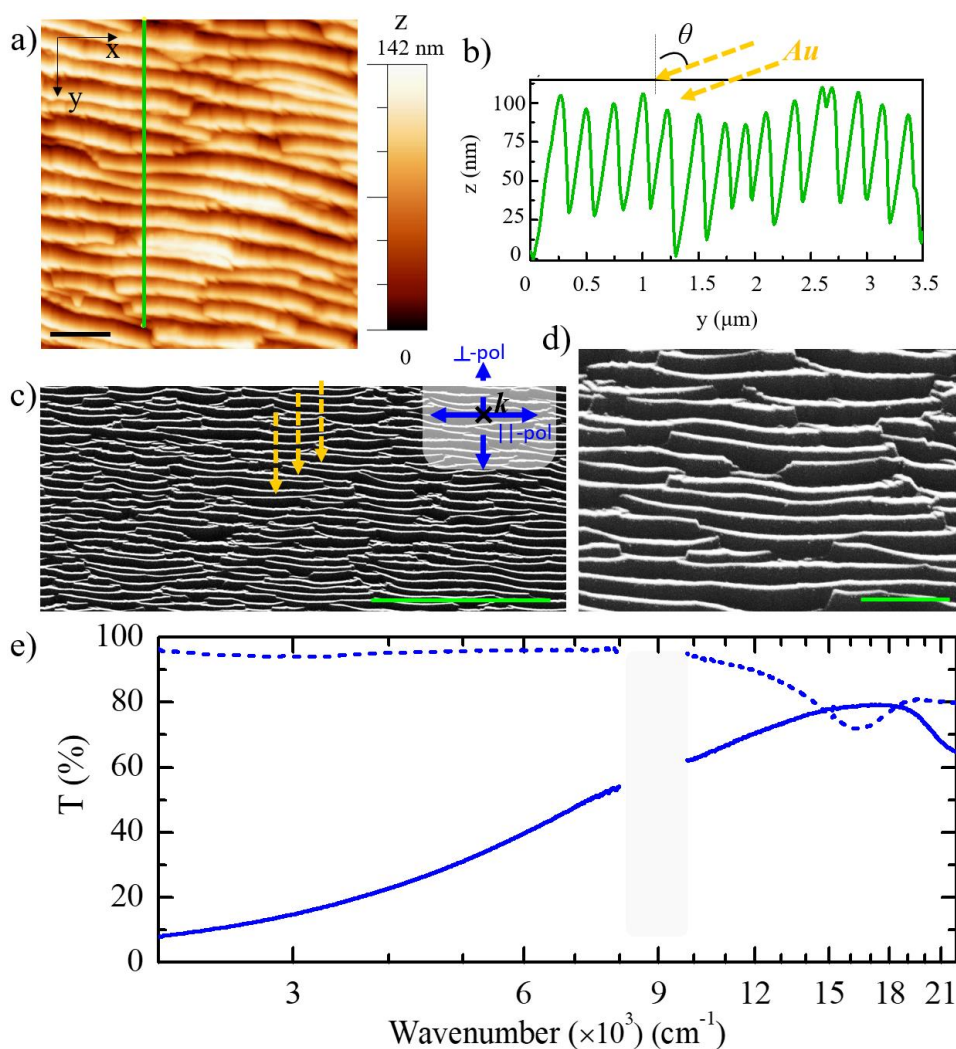 a)
z
142 nm
x
y
0
b)
θ
Au
100
75
50
25
0
z (nm)
0 0.5 1 1.5 2 2.5 3 3.5
y (μm)
c)
⊥-pol
k
||-pol
d)
e)
100
80
60
40
20
0
T (%)
3 6 9 12 15 18 21
Wavenumber (×10³) (cm⁻¹)